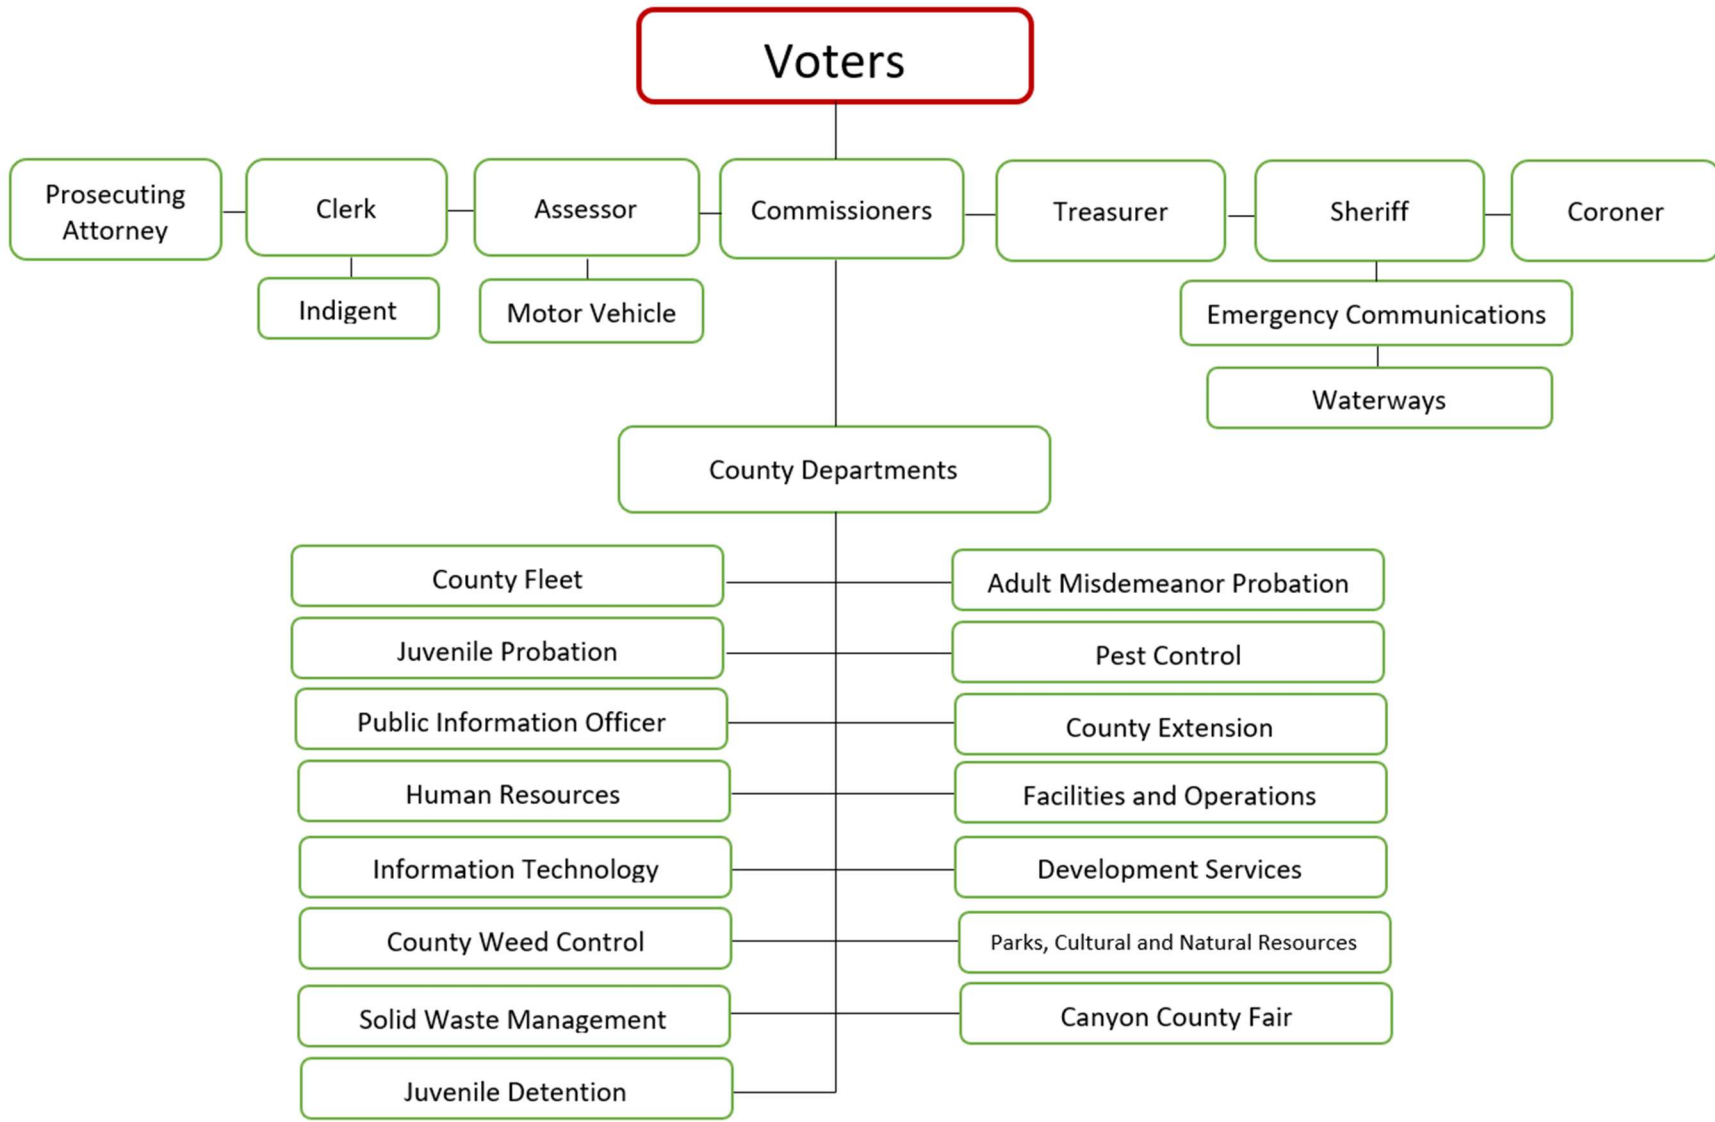 Voters
Prosecuting
Attorney
Clerk
Assessor
Commissioners
Treasurer
Sheriff
Coroner
Indigent
Motor Vehicle
Emergency Communications
Waterways
County Departments
County Fleet
Adult Misdemeanor Probation
Juvenile Probation
Pest Control
Public Information Officer
County Extension
Human Resources
Facilities and Operations
Information Technology
Development Services
County Weed Control
Parks, Cultural and Natural Resources
Solid Waste Management
Canyon County Fair
Juvenile Detention